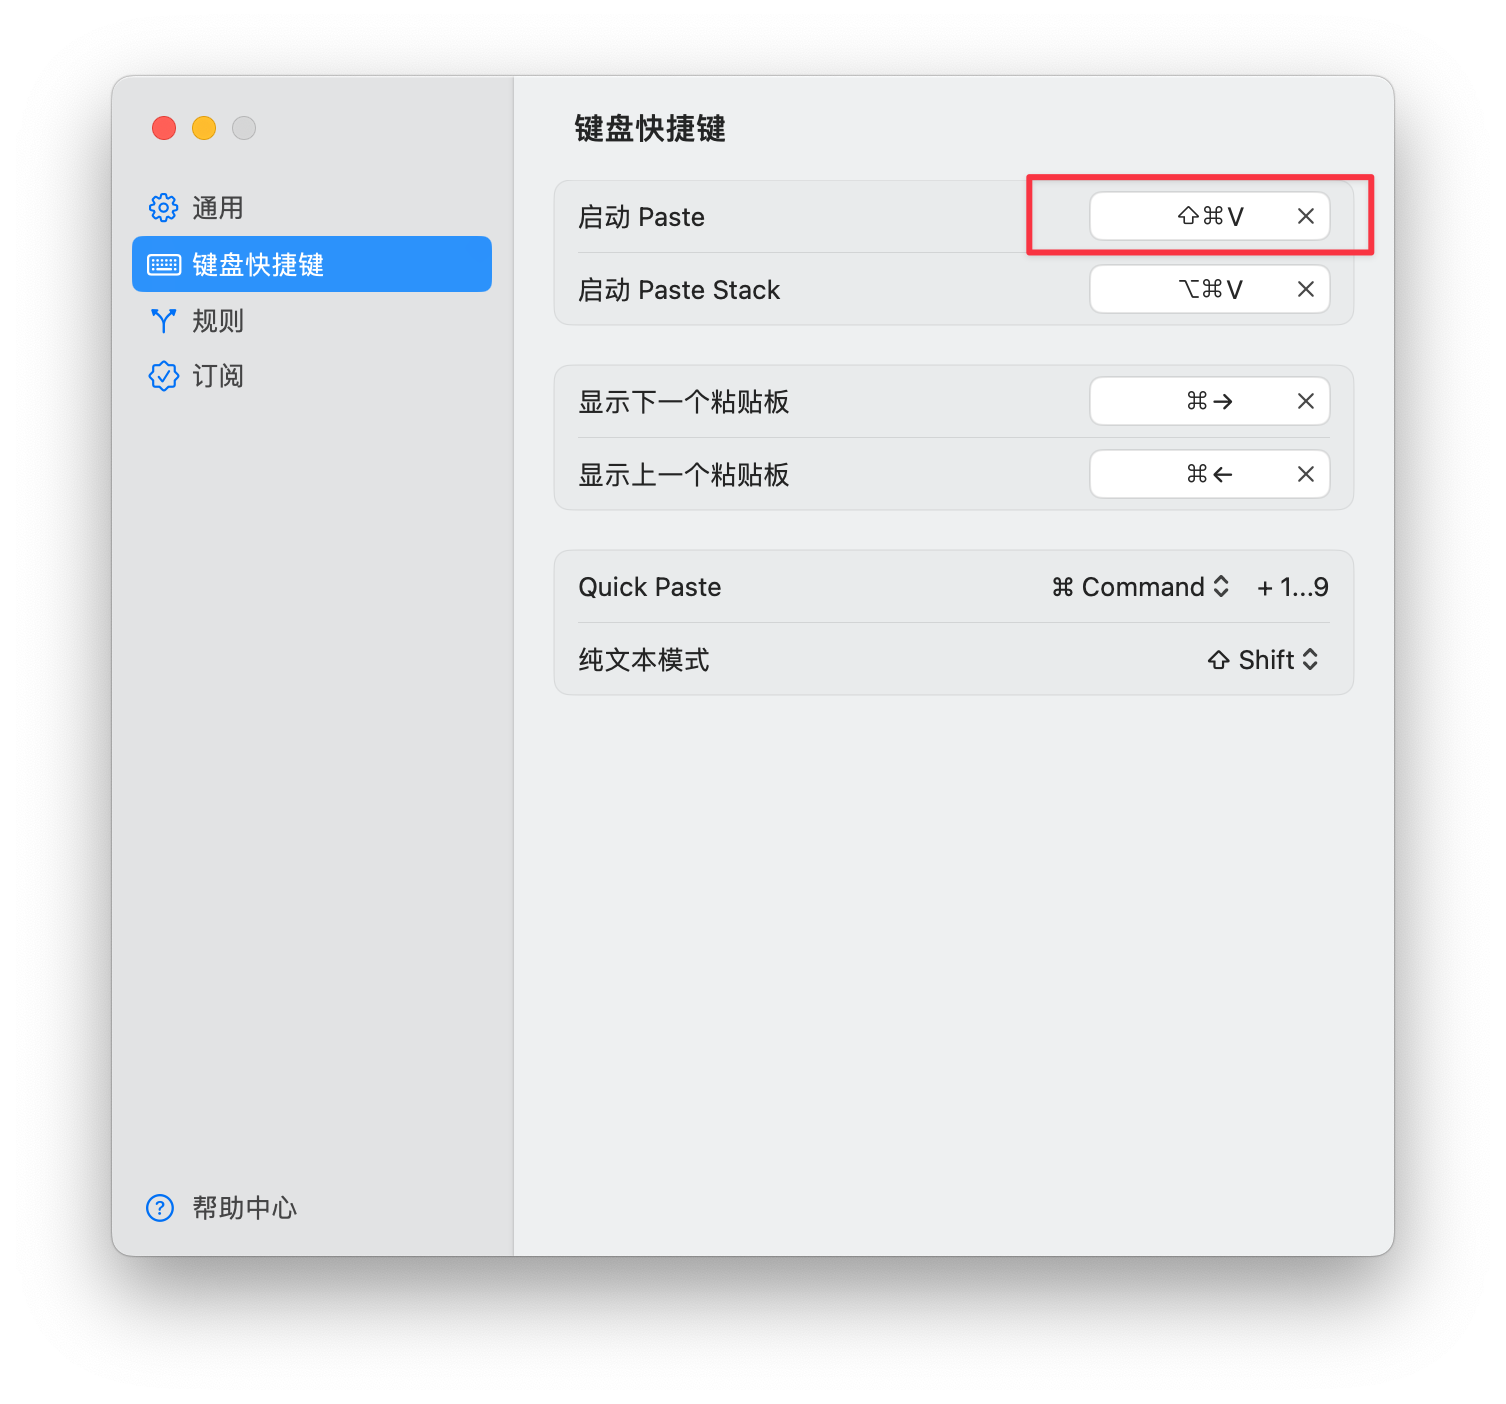 通用
键盘快捷键
规则
订阅
帮助中心
键盘快捷键
启动 Paste ⇧⌘V
启动 Paste Stack ⌥⌘V
显示下一个粘贴板 ⌘→
显示上一个粘贴板 ⌘←
Quick Paste ⌘ Command + 1...9
纯文本模式 ⇧ Shift